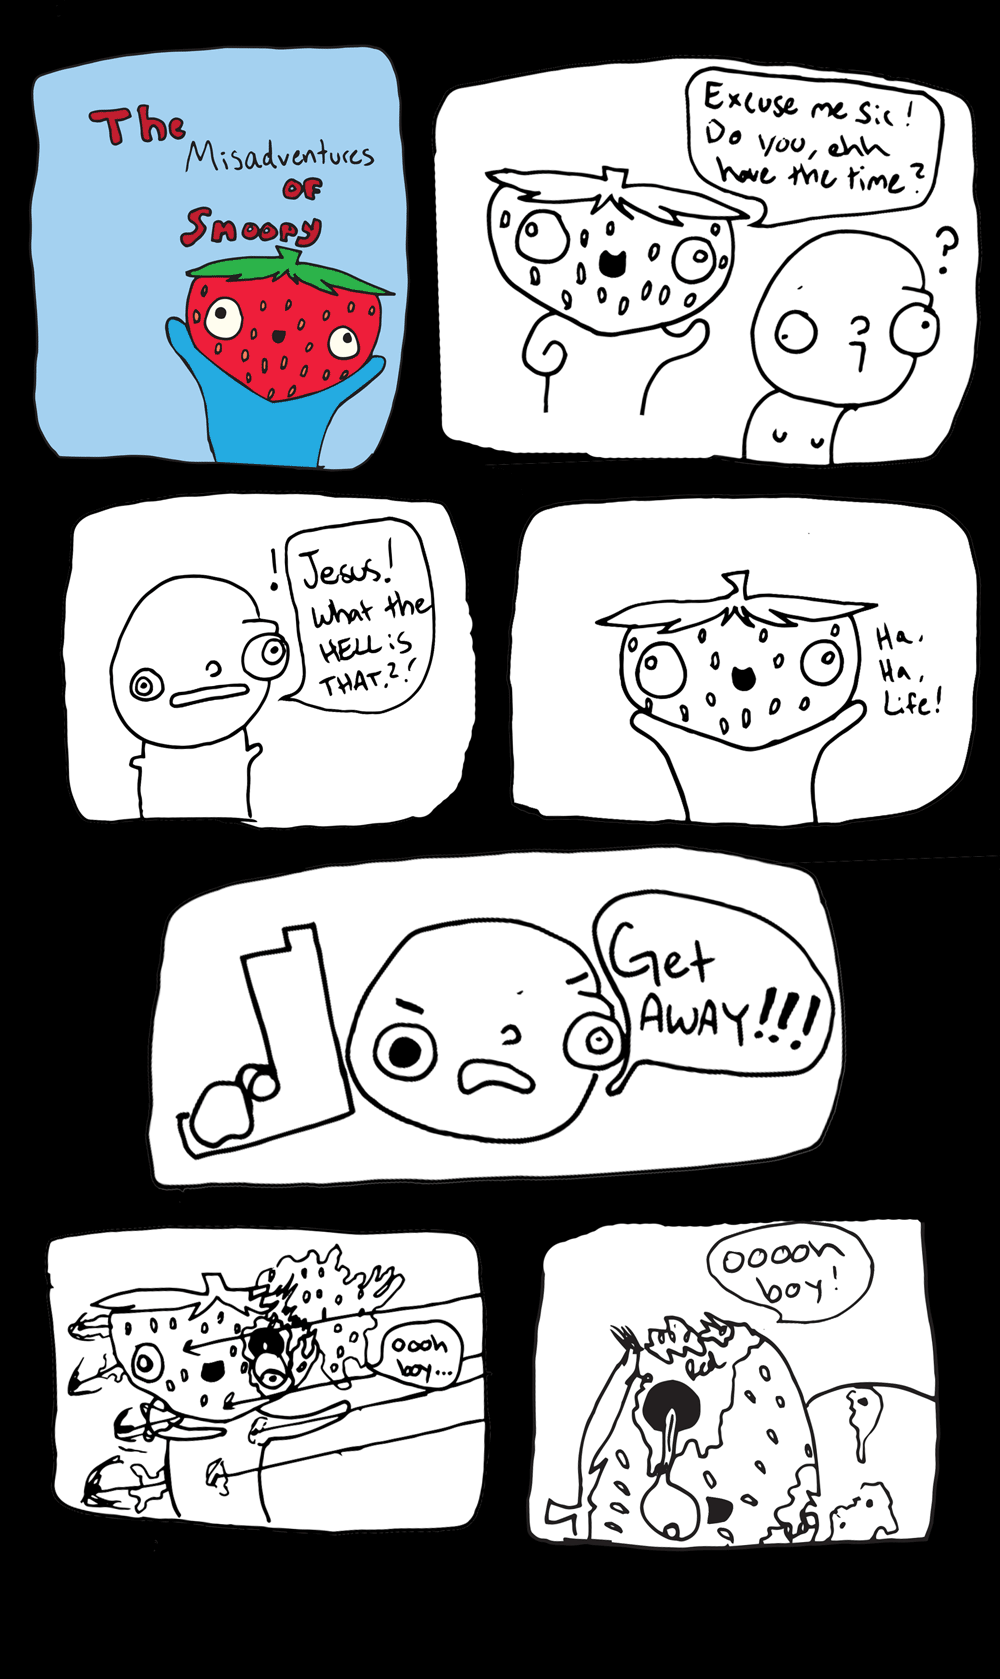 The
Misadventures
OF
Smoopy
Excuse me Sir!
Do you, ehh
have the time?
?
!
Jesus!
What the
HELL is
THAT?!
Ha,
Ha,
Life!
Get
AWAY!!!
oooh
boy...
ooooh
boy!
Red